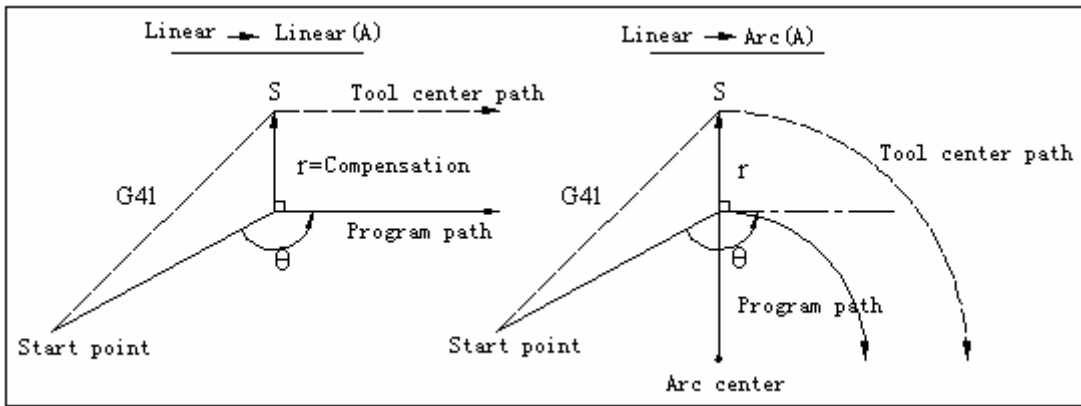 Linear → Linear(A)
S
Tool center path
r=Compensation
G41
Program path
θ
Start point
Linear → Arc(A)
S
Tool center path
r
G41
θ
Program path
Start point
Arc center